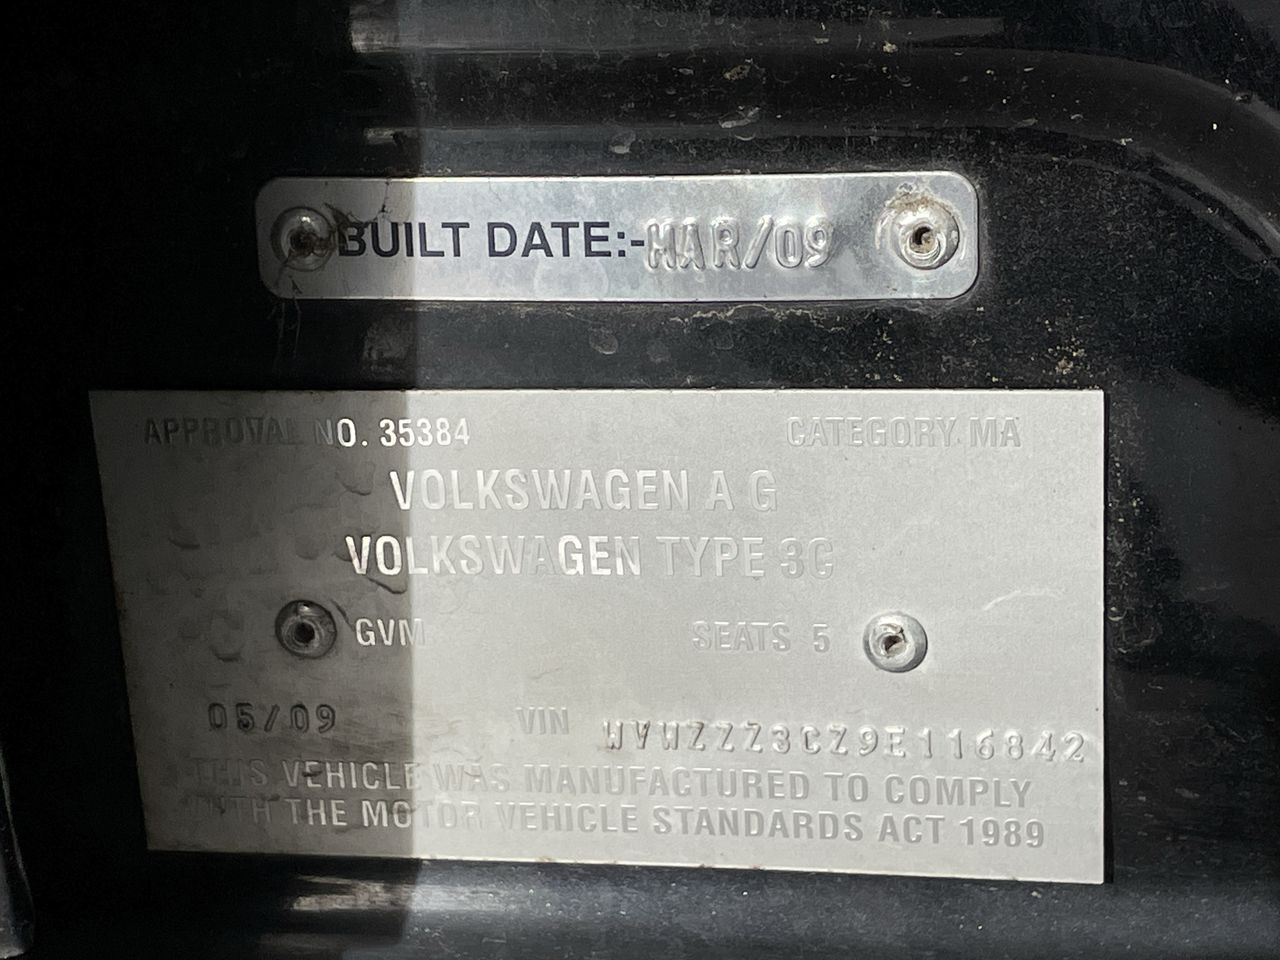 BUILT DATE:-MAR/09
APPROVAL NO. 35384 CATEGORY MA
VOLKSWAGEN A G
VOLKSWAGEN TYPE 3C
GVM SEATS 5
05/09 VIN WVWZZZ3CZ9E116842
THIS VEHICLE WAS MANUFACTURED TO COMPLY
WITH THE MOTOR VEHICLE STANDARDS ACT 1989